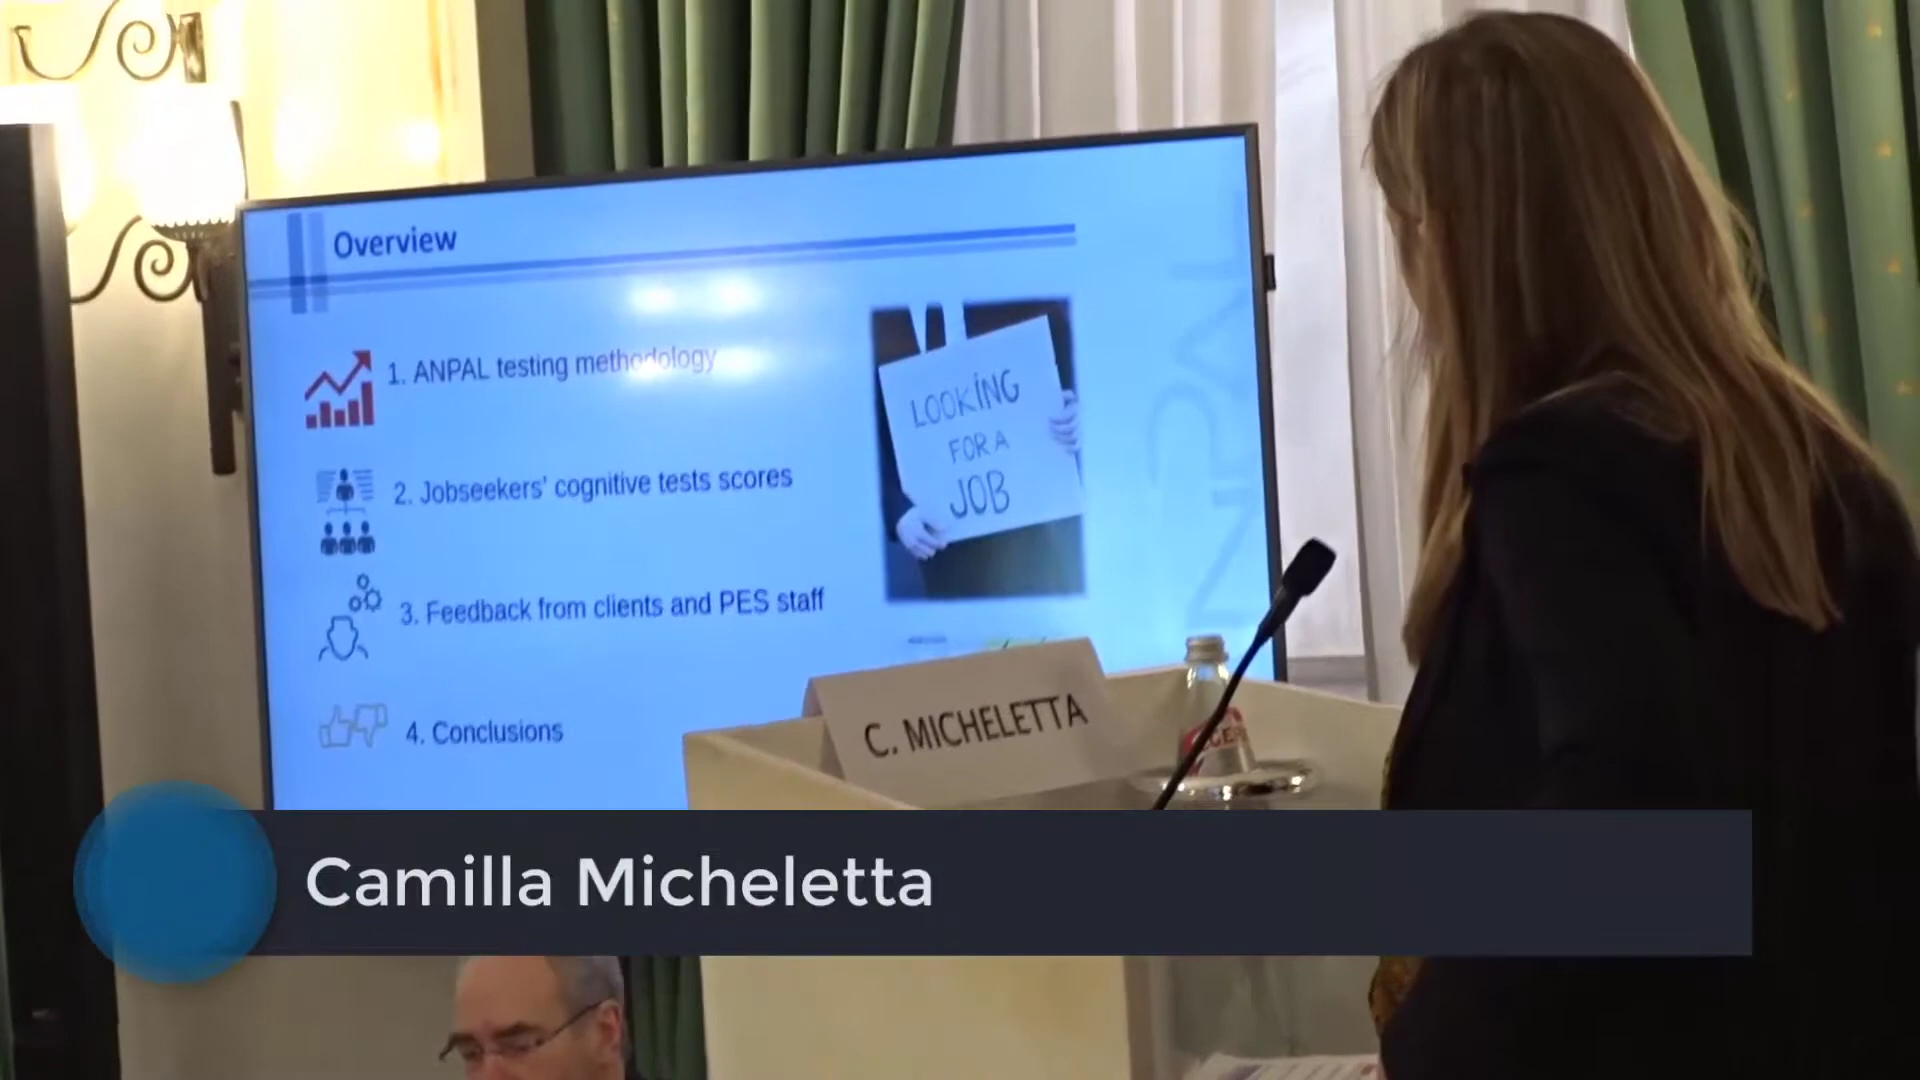 Overview
1. ANPAL testing methodology
2. Jobseekers' cognitive tests scores
3. Feedback from clients and PES staff
4. Conclusions
LOOKING
FOR A
JOB
NPAL
C. MICHELETTA
Camilla Micheletta